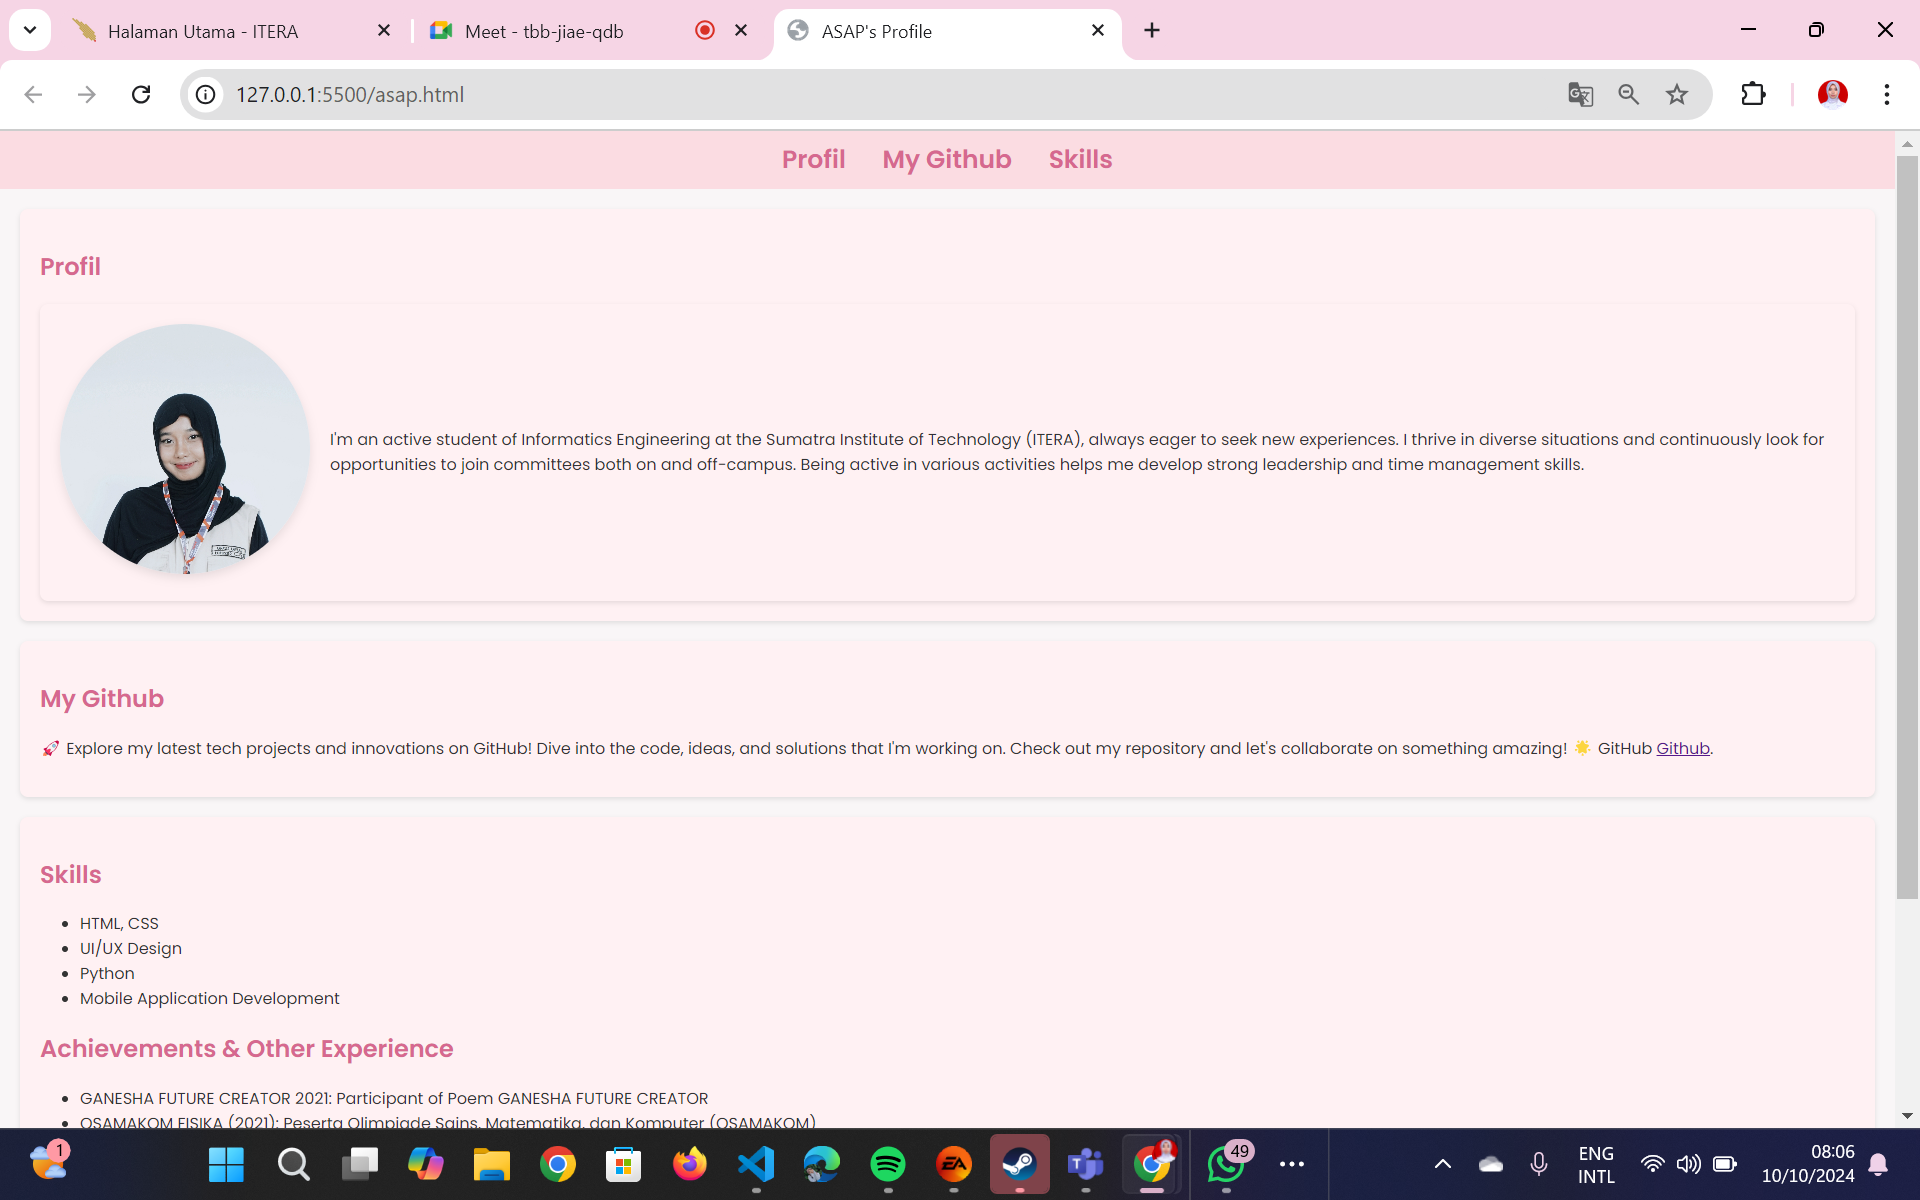 Halaman Utama - ITERA
Meet - tbb-jiae-qdb
ASAP's Profile
127.0.0.1:5500/asap.html
Profil My Github Skills
Profil
I'm an active student of Informatics Engineering at the Sumatra Institute of Technology (ITERA), always eager to seek new experiences. I thrive in diverse situations and continuously look for
opportunities to join committees both on and off-campus. Being active in various activities helps me develop strong leadership and time management skills.
My Github
🚀 Explore my latest tech projects and innovations on GitHub! Dive into the code, ideas, and solutions that I'm working on. Check out my repository and let's collaborate on something amazing! 🌟 GitHub Github.
Skills
• HTML, CSS
• UI/UX Design
• Python
• Mobile Application Development
Achievements & Other Experience
• GANESHA FUTURE CREATOR 2021: Participant of Poem GANESHA FUTURE CREATOR
• OSAMAKOM FISIKA (2021): Peserta Olimpiade Sains, Matematika, dan Komputer (OSAMAKOM)
1
EA
49
ENG
INTL
08:06
10/10/2024